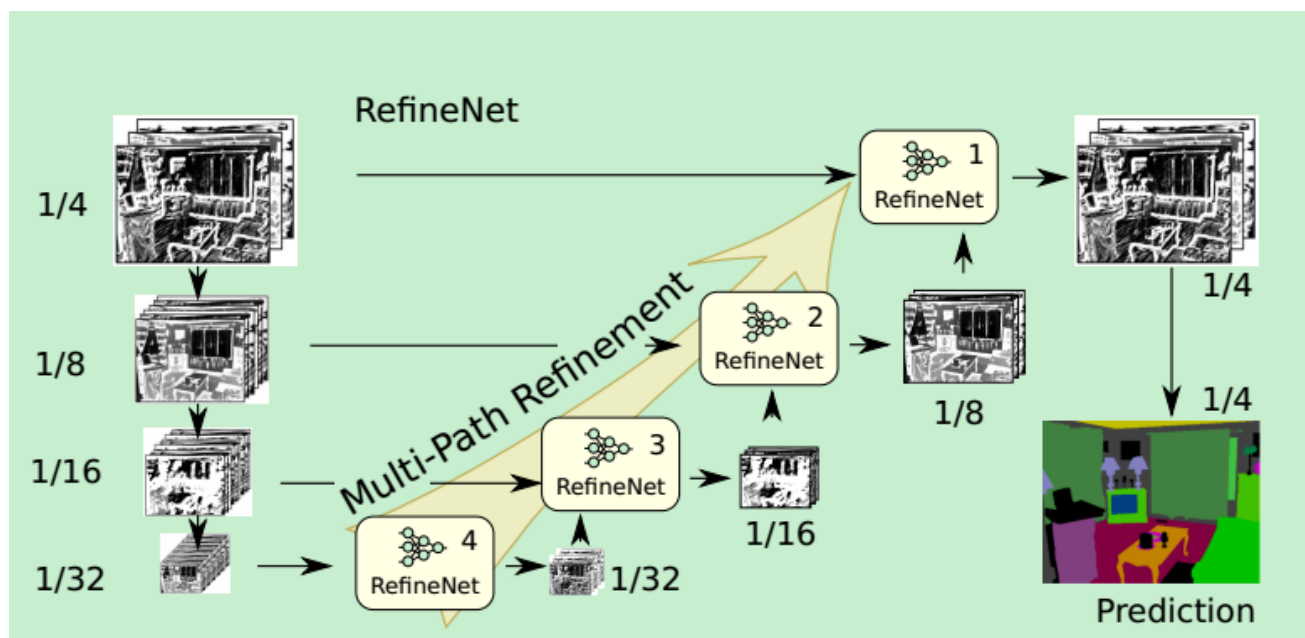 RefineNet
1/4
1
RefineNet
1/4
Multi-Path Refinement
1/8
2
RefineNet
1/8
1/4
1/16
3
RefineNet
1/16
1/32
4
RefineNet
1/32
Prediction